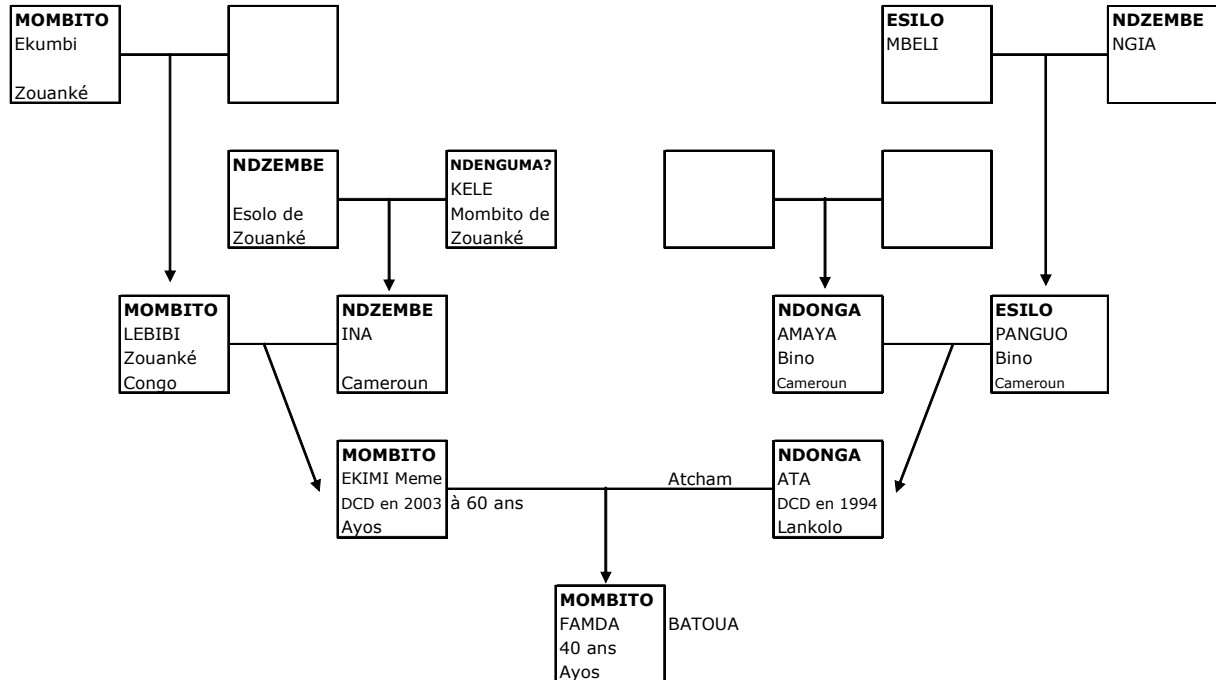 MOMBITO
Ekumbi
Zouanké
ESILO
MBELI
NDZEMBE
NGIA
NDZEMBE
Esolo de
Zouanké
NDENGUMA?
KELE
Mombito de
Zouanké
MOMBITO
LEBIBI
Zouanké
Congo
NDZEMBE
INA
Cameroun
NDONGA
AMAYA
Bino
Cameroun
ESILO
PANGUO
Bino
Cameroun
MOMBITO
EKIMI Meme
DCD en 2003 à 60 ans
Ayos
Atcham
NDONGA
ATA
DCD en 1994
Lankolo
MOMBITO
FAMDA
40 ans
Ayos
BATOUA